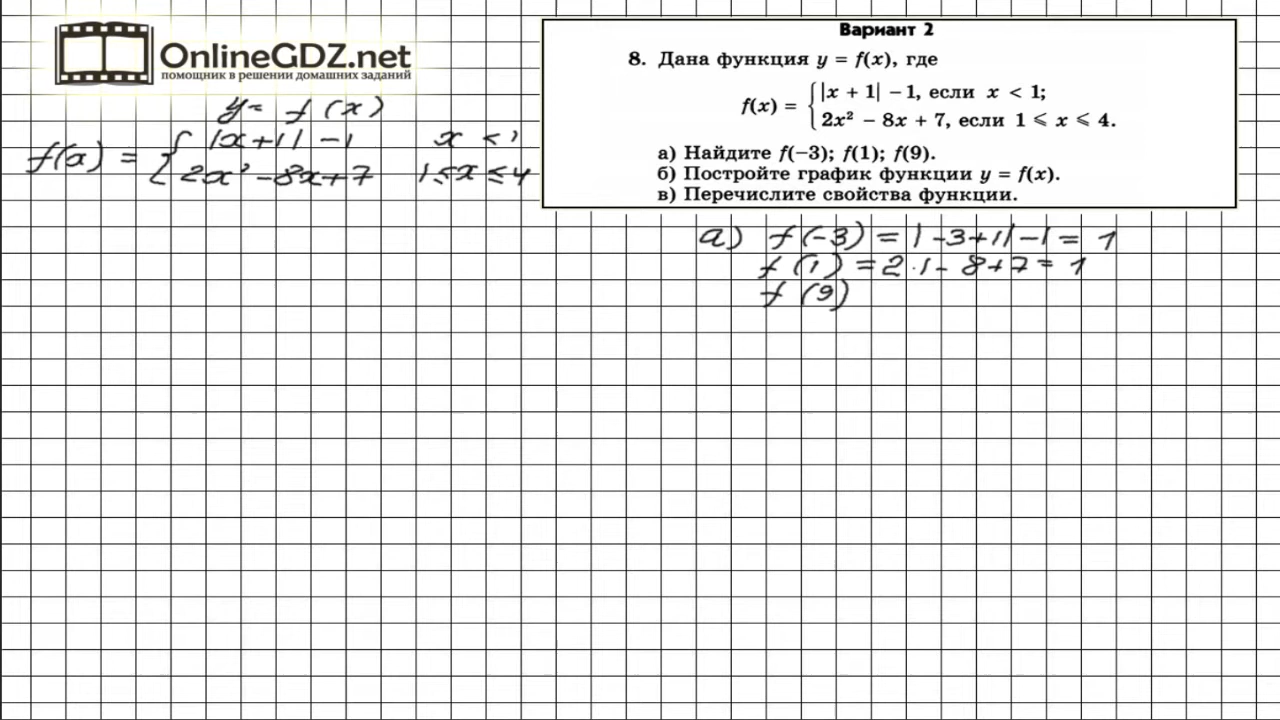 OnlineGDZ.net
помощник в решении домашних заданий
y = f(x)
f(x) = { |x+1| -1 x < 1
2x² - 8x + 7 1 ≤ x ≤ 4
Вариант 2
8. Дана функция y = f(x), где
f(x) = { |x + 1| - 1, если x < 1;
2x² - 8x + 7, если 1 ⩽ x ⩽ 4.
а) Найдите f(-3); f(1); f(9).
б) Постройте график функции y = f(x).
в) Перечислите свойства функции.
a) f(-3) = |-3+1| -1 = 1
f(1) = 2·1 - 8+7 = 1
f(9)